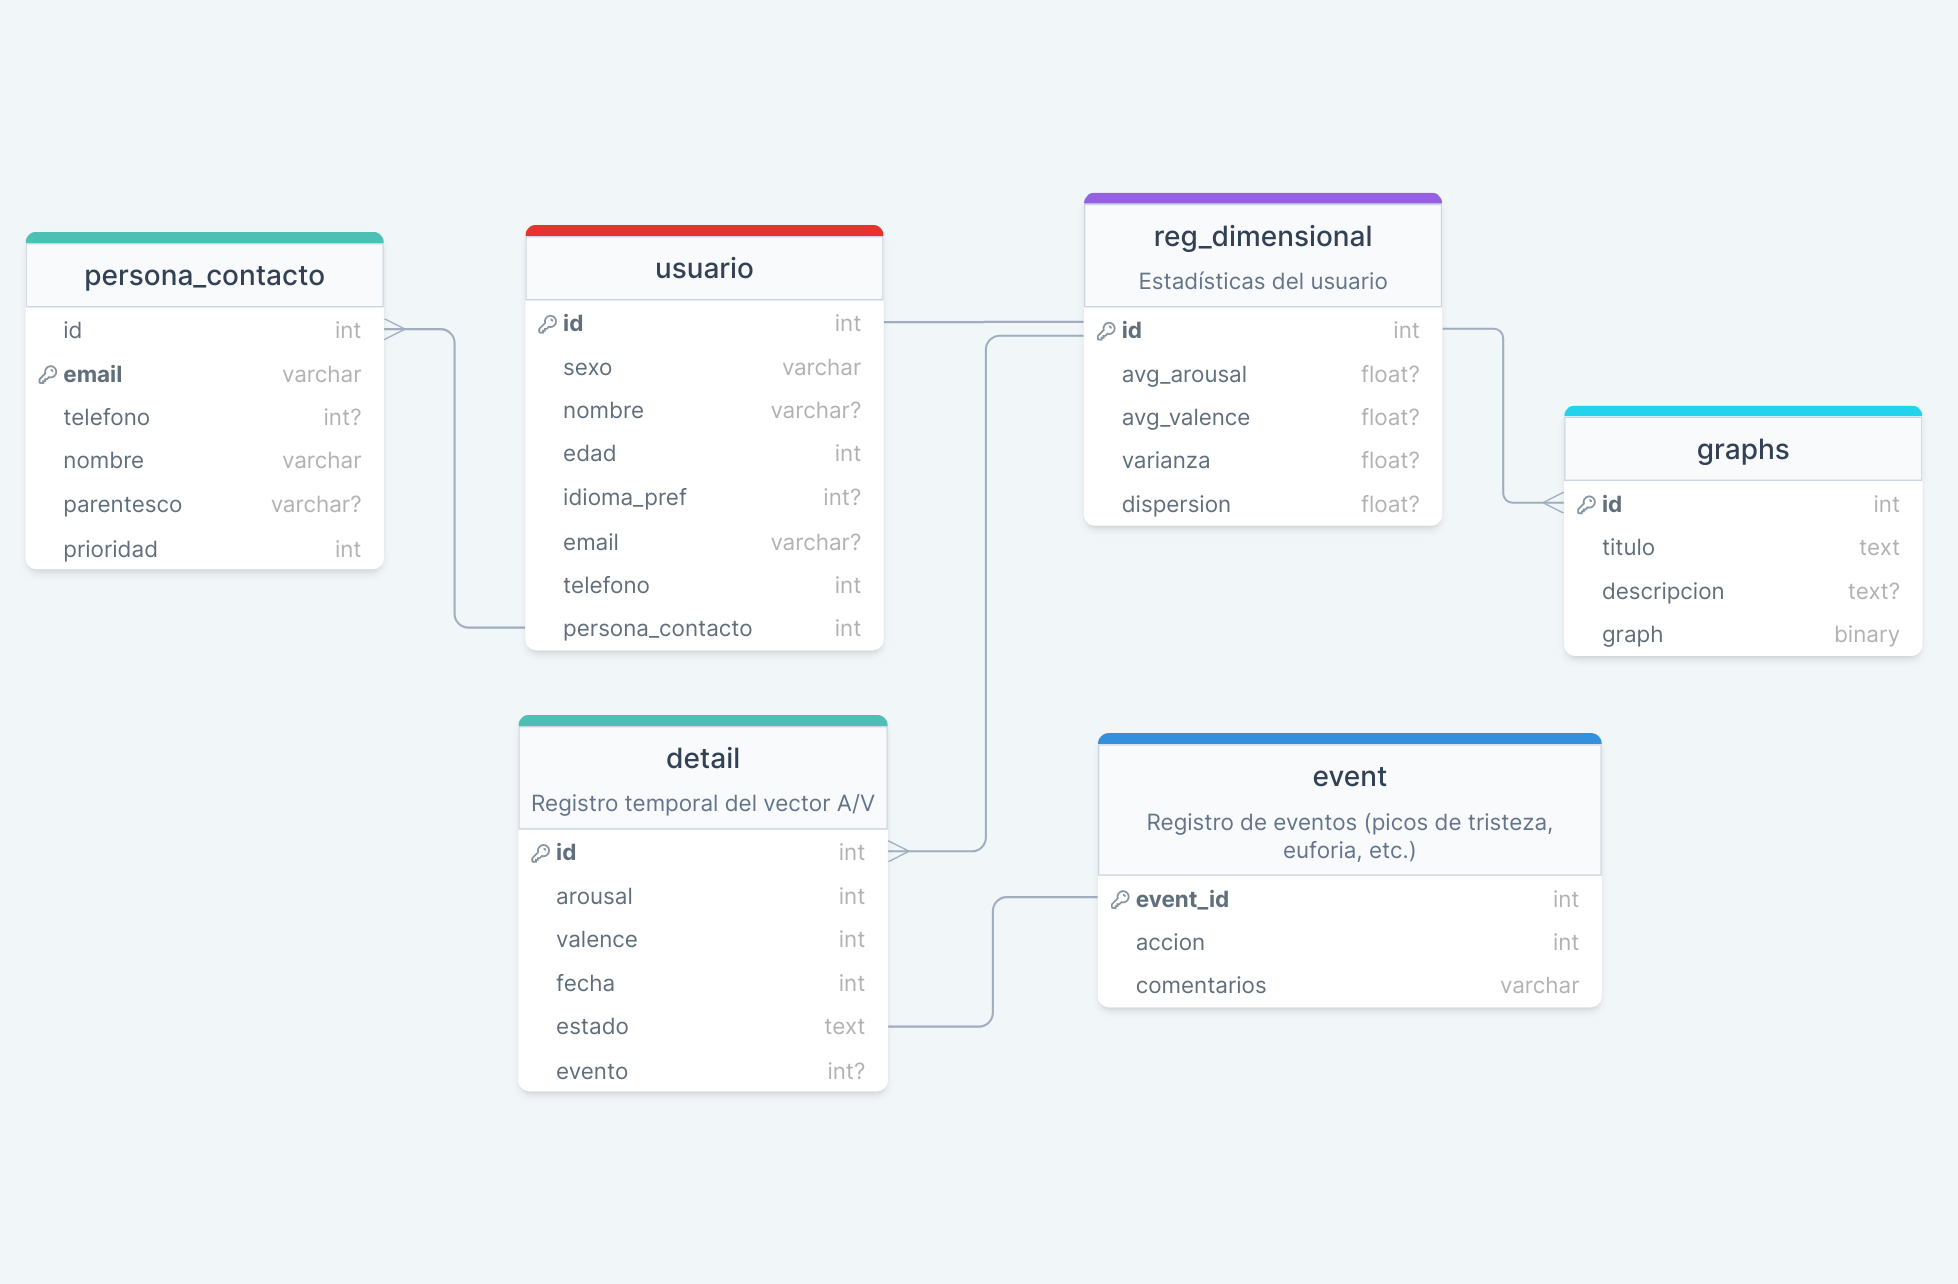 persona_contacto
id int
email varchar
telefono int?
nombre varchar
parentesco varchar?
prioridad int
usuario
id int
sexo varchar
nombre varchar?
edad int
idioma_pref int?
email varchar?
telefono int
persona_contacto int
reg_dimensional
Estadísticas del usuario
id int
avg_arousal float?
avg_valence float?
varianza float?
dispersion float?
graphs
id int
titulo text
descripcion text?
graph binary
detail
Registro temporal del vector A/V
id int
arousal int
valence int
fecha int
estado text
evento int?
event
Registro de eventos (picos de tristeza,
euforia, etc.)
event_id int
accion int
comentarios varchar